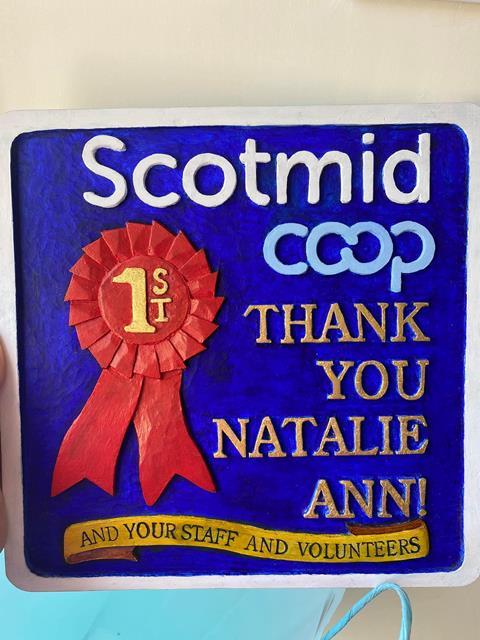 Scotmid
coop
1ST
THANK
YOU
NATALIE
ANN!
AND YOUR STAFF AND VOLUNTEERS